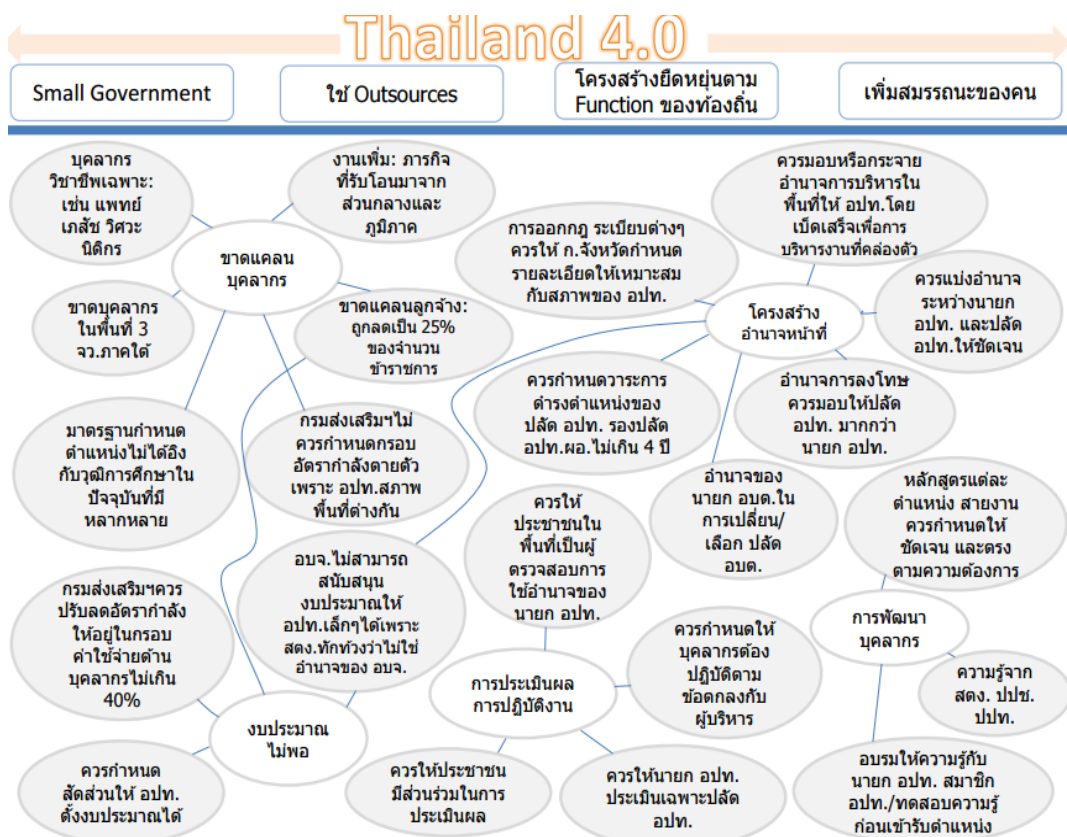 Thailand 4.0
Small Government
ใช้ Outsources
โครงสร้างยืดหยุ่นตาม
Function ของท้องถิ่น
เพิ่มสมรรถนะของคน
บุคลากร
วิชาชีพเฉพาะ:
เช่น แพทย์
เภสัช วิศวะ
นิติกร
งานเพิ่ม: ภารกิจ
ที่รับโอนมาจาก
ส่วนกลางและ
ภูมิภาค
ขาดแคลน
บุคลากร
ขาดบุคลากร
ในพื้นที่ 3
จว.ภาคใต้
ขาดแคลนลูกจ้าง:
ถูกลดเป็น 25%
ของจำนวน
ข้าราชการ
มาตรฐานกำหนด
ตำแหน่งไม่ได้อิง
กับวุฒิการศึกษาใน
ปัจจุบันที่มี
หลากหลาย
กรมส่งเสริมฯไม่
ควรกำหนดกรอบ
อัตรากำลังตายตัว
เพราะ อปท.สภาพ
พื้นที่ต่างกัน
การออกกฎ ระเบียบต่างๆ
ควรให้ ก.จังหวัดกำหนด
รายละเอียดให้เหมาะสม
กับสภาพของ อปท.
ควรมอบหรือกระจาย
อำนาจการบริหารใน
พื้นที่ให้ อปท.โดย
เบ็ดเสร็จเพื่อการ
บริหารงานที่คล่องตัว
โครงสร้าง
อำนาจหน้าที่
ควรแบ่งอำนาจ
ระหว่างนายก
อปท. และปลัด
อปท.ให้ชัดเจน
ควรกำหนดวาระการ
ดำรงตำแหน่งของ
ปลัด อปท. รองปลัด
อปท.ผอ.ไม่เกิน 4 ปี
อำนาจการลงโทษ
ควรมอบให้ปลัด
อปท. มากกว่า
นายก อปท.
อำนาจของ
นายก อบต.ใน
การเปลี่ยน/
เลือก ปลัด
อบต.
หลักสูตรแต่ละ
ตำแหน่ง สายงาน
ควรกำหนดให้
ชัดเจน และตรง
ตามความต้องการ
ควรให้
ประชาชนใน
พื้นที่เป็นผู้
ตรวจสอบการ
ใช้อำนาจของ
นายก อปท.
อบจ.ไม่สามารถ
สนับสนุน
งบประมาณให้
อปท.เล็กๆได้เพราะ
สตง.ทักท้วงว่าไม่ใช่
อำนาจของ อบจ.
กรมส่งเสริมฯควร
ปรับลดอัตรากำลัง
ให้อยู่ในกรอบ
ค่าใช้จ่ายด้าน
บุคลากรไม่เกิน
40%
งบประมาณ
ไม่พอ
ควรกำหนด
สัดส่วนให้ อปท.
ตั้งงบประมาณได้
การประเมินผล
การปฏิบัติงาน
ควรกำหนดให้
บุคลากรต้อง
ปฏิบัติตาม
ข้อตกลงกับ
ผู้บริหาร
ควรให้ประชาชน
มีส่วนร่วมในการ
ประเมินผล
ควรให้นายก อปท.
ประเมินเฉพาะปลัด
อปท.
การพัฒนา
บุคลากร
ความรู้จาก
สตง. ปปช.
ปปท.
อบรมให้ความรู้กับ
นายก อปท. สมาชิก
อปท./ทดสอบความรู้
ก่อนเข้ารับตำแหน่ง